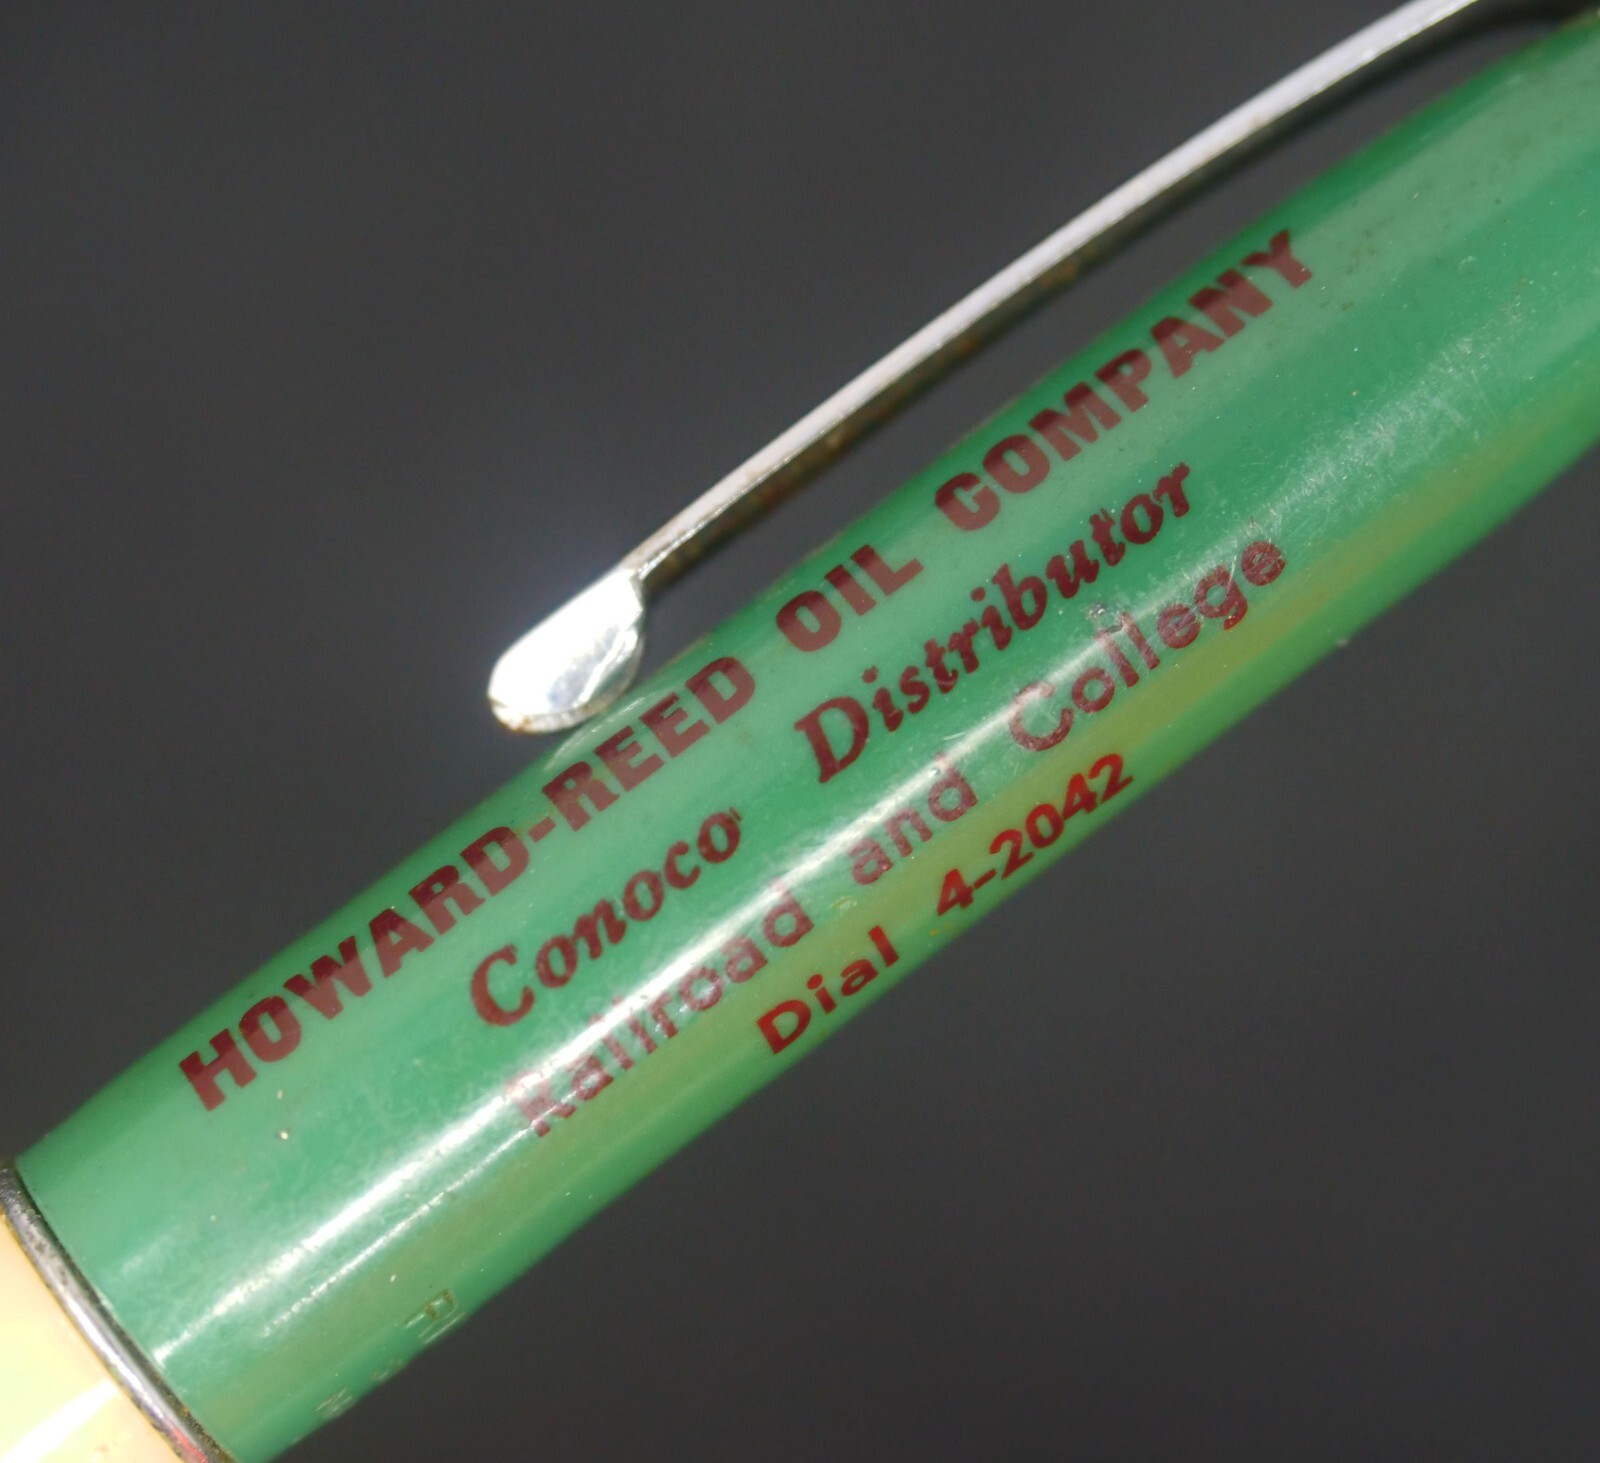 HOWARD-REED OIL COMPANY
Conoco Distributor
Railroad and College
Dial 4-2042